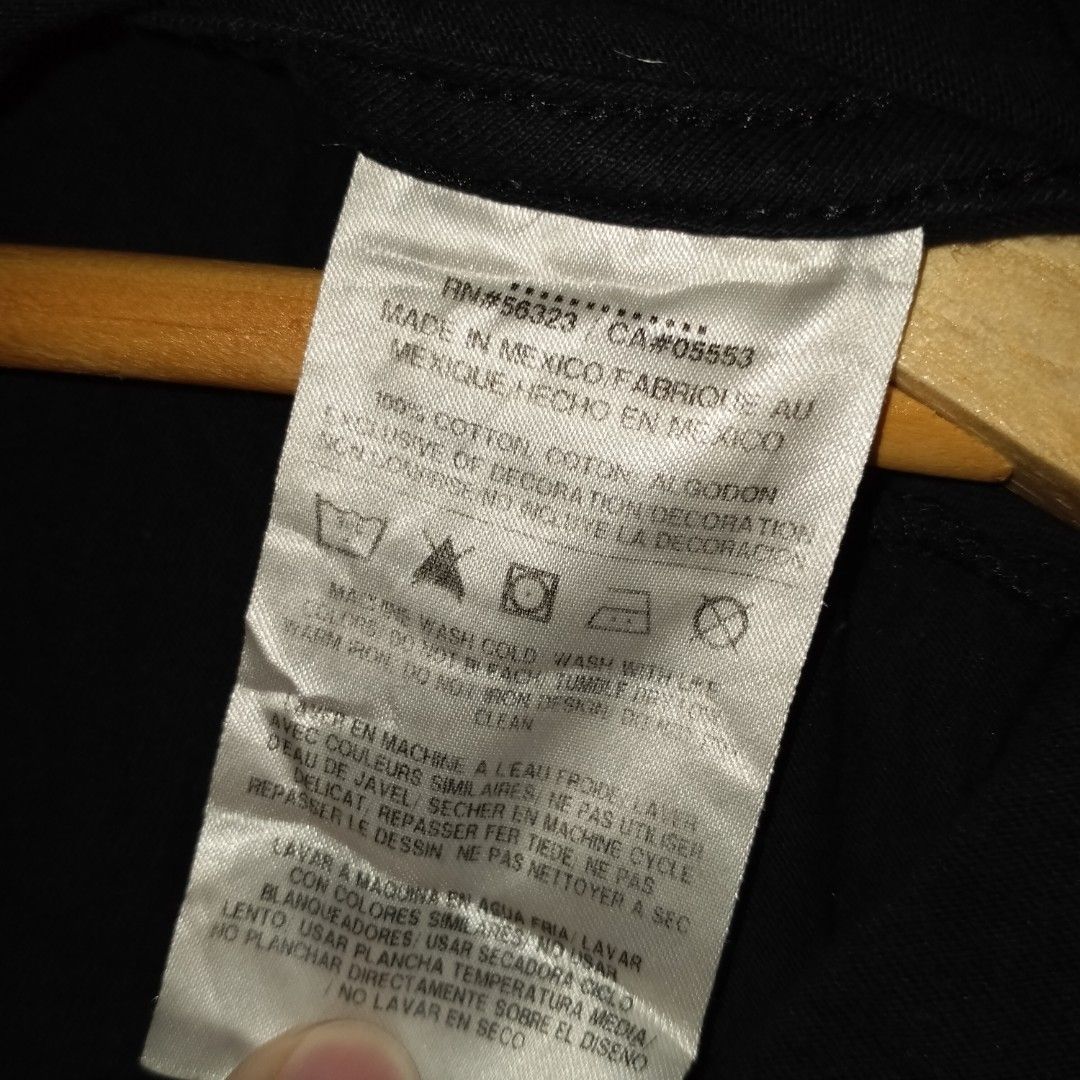 RN#56323 / CA#05553
MADE IN MEXICO/FABRIQUE AU
MEXIQUE/HECHO EN MEXICO
100% COTTON, COTON, ALGODON
EXCLUSIVE OF DECORATION/DECORATION
NON COMPRISE/NO INCLUYE LA DECORACION
30
MACHINE WASH COLD, WASH WITH LIKE
COLORS/ DO NOT BLEACH, TUMBLE DRY LOW,
WARM IRON, DO NOT IRON DESIGN, DO NOT DRY
CLEAN
LAVER EN MACHINE A L'EAU FROIDE, LAVER
AVEC COULEURS SIMILAIRES/ NE PAS UTILISER
D'EAU DE JAVEL/ SECHER EN MACHINE CYCLE
DELICAT, REPASSER FER TIEDE, NE PAS
REPASSER LE DESSIN, NE PAS NETTOYER A SEC
LAVAR A MAQUINA EN AGUA FRIA/ LAVAR
CON COLORES SIMILARES/ NO USAR
BLANQUEADORES/ USAR SECADORA CICLO
LENTO, USAR PLANCHA TEMPERATURA MEDIA/
NO PLANCHAR DIRECTAMENTE SOBRE EL DISENO
/ NO LAVAR EN SECO